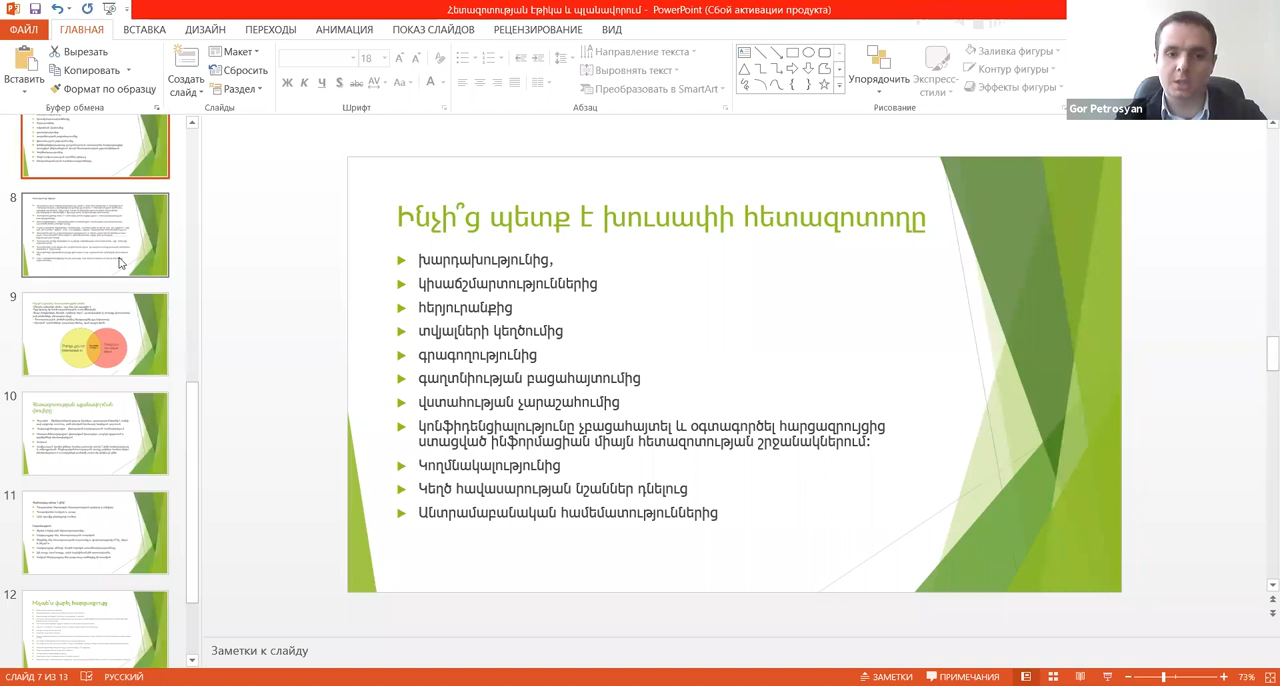 Հետազոտության էթիկա և պլանավորում - PowerPoint (Сбой активации продукта)
ФАЙЛ ГЛАВНАЯ ВСТАВКА ДИЗАЙН ПЕРЕХОДЫ АНИМАЦИЯ ПОКАЗ СЛАЙДОВ РЕЦЕНЗИРОВАНИЕ ВИД
Вставить
Вырезать
Копировать
Формат по образцу
Буфер обмена
Создать слайд
Макет
Сбросить
Раздел
Слайды
18
Ж К Ч S abc AV Aa A
Шрифт
Направление текста
Выровнять текст
Преобразовать в SmartArt
Абзац
Упорядочить
Экспресс-стили
Заливка фигуры
Контур фигуры
Эффекты фигуры
Рисование
Gor Petrosyan
8
9
10
11
12
Ինչի՞ց պետք է խուսափի հետազոտողը
խարդախությունից,
կիսաճշմարտություններից
հերյուրանքից
տվյալների կեղծումից
գրագողությունից
գաղտնիության բացահայտումից
վստահության չարաշահումից
կոնֆիդենցիալությունը չբացահայտել և օգտագործել հարցազրույցից
ստացված ինֆորմացիան միայն հետազոտության շրջանակներում:
Կողմնակալությունից
Կեղծ հավասարության նշաններ դնելուց
Անտրամաբանական համեմատություններից
Заметки к слайду
СЛАЙД 7 ИЗ 13 РУССКИЙ ЗАМЕТКИ ПРИМЕЧАНИЯ 73%